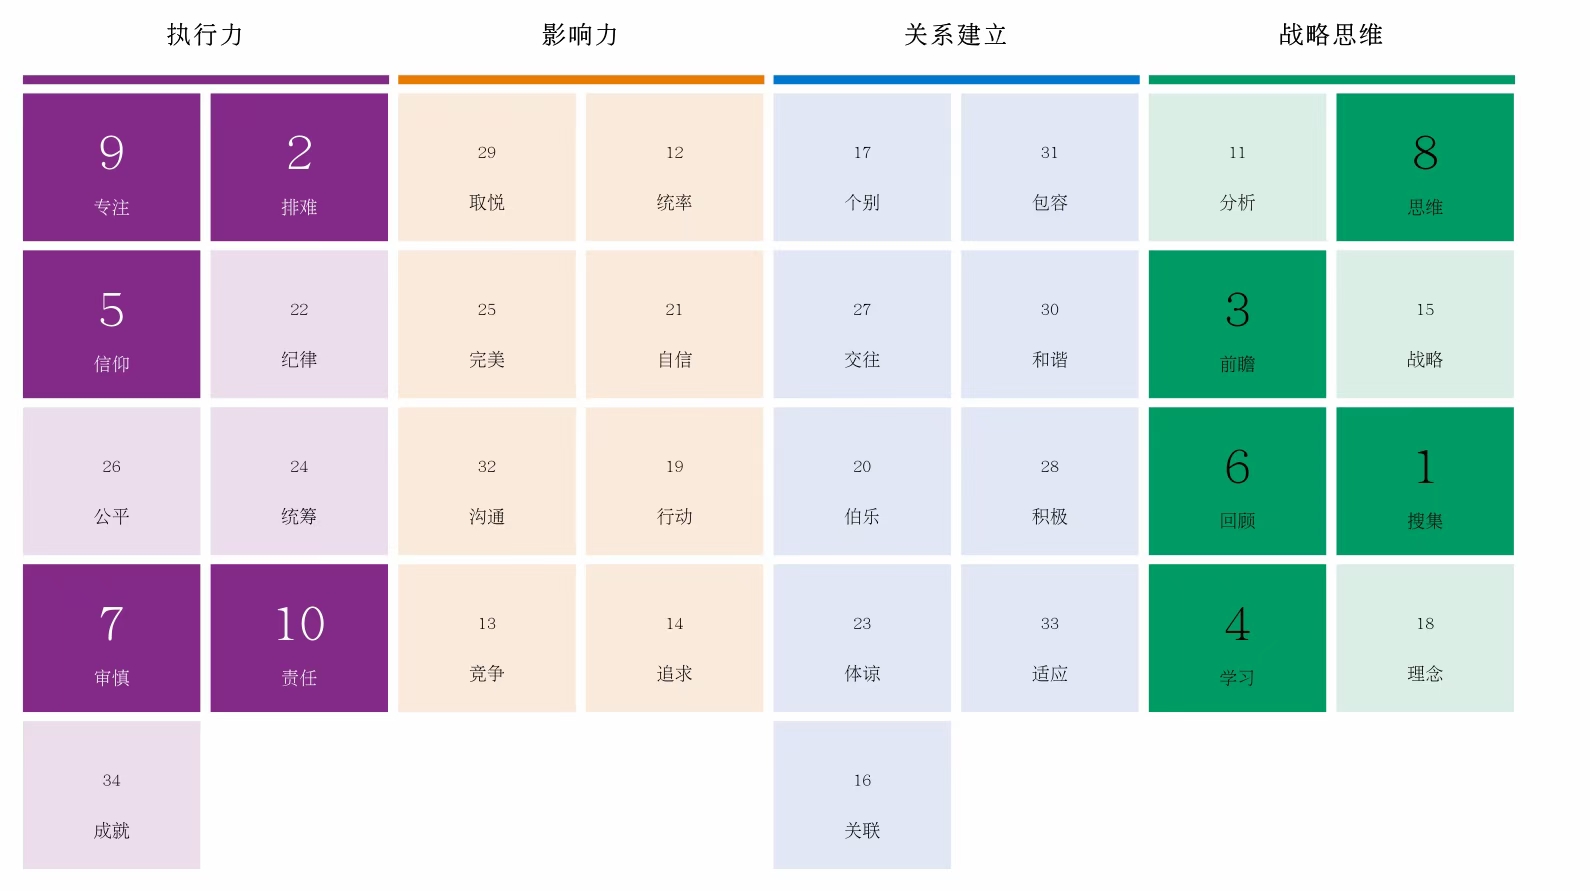 执行力 影响力 关系建立 战略思维
9 2 29 12 17 31 11 8
专注 排难 取悦 统率 个别 包容 分析 思维
5 22 25 21 27 30 3 15
信仰 纪律 完美 自信 交往 和谐 前瞻 战略
26 24 32 19 20 28 6 1
公平 统筹 沟通 行动 伯乐 积极 回顾 搜集
7 10 13 14 23 33 4 18
审慎 责任 竞争 追求 体谅 适应 学习 理念
34 16
成就 关联